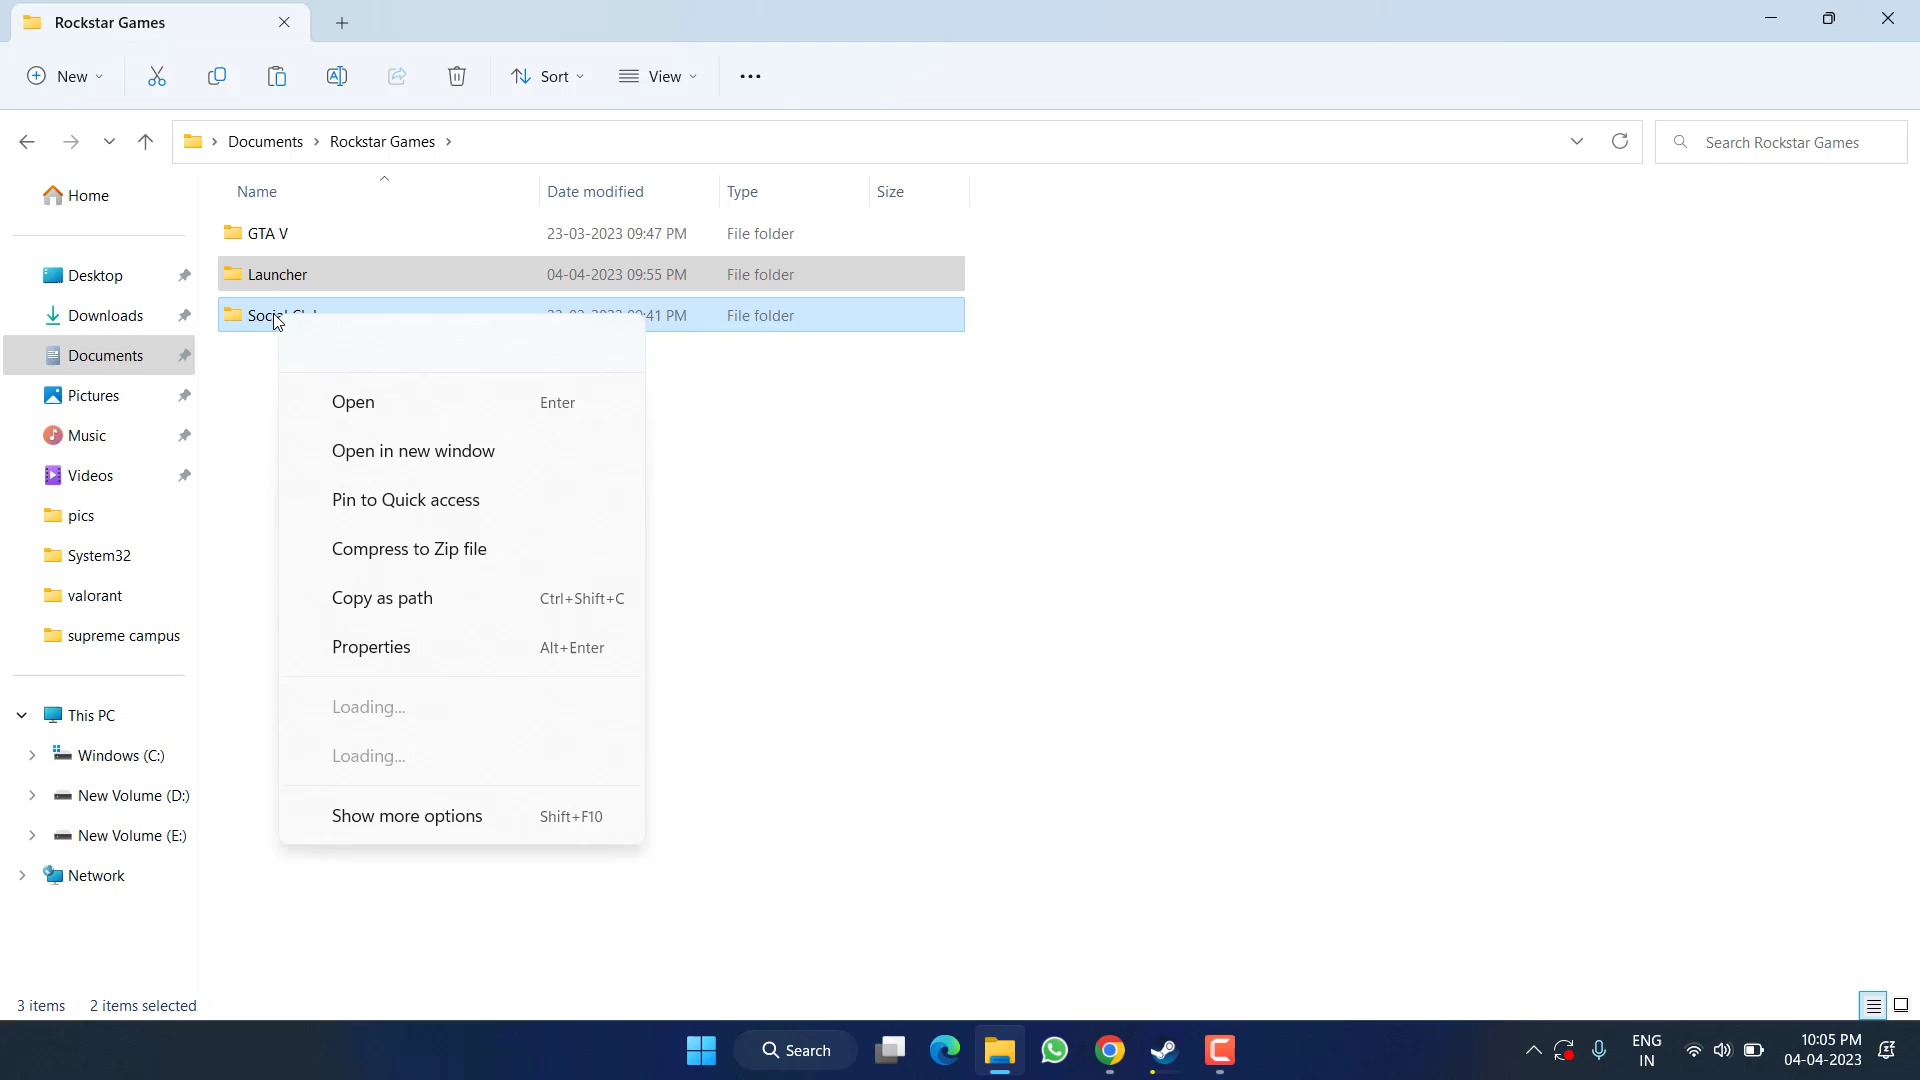 Rockstar Games
New
Sort
View
Documents
Rockstar Games
Search Rockstar Games
Home
Name
Date modified
Type
Size
GTA V
23-03-2023 09:47 PM
File folder
Launcher
04-04-2023 09:55 PM
File folder
41 PM
File folder
Desktop
Downloads
Documents
Pictures
Music
Videos
pics
System32
valorant
supreme campus
This PC
Windows (C:)
New Volume (D:)
New Volume (E:)
Network
Open Enter
Open in new window
Pin to Quick access
Compress to Zip file
Copy as path Ctrl+Shift+C
Properties Alt+Enter
Loading...
Loading...
Show more options Shift+F10
3 items 2 items selected
Search
ENG
IN
10:05 PM
04-04-2023